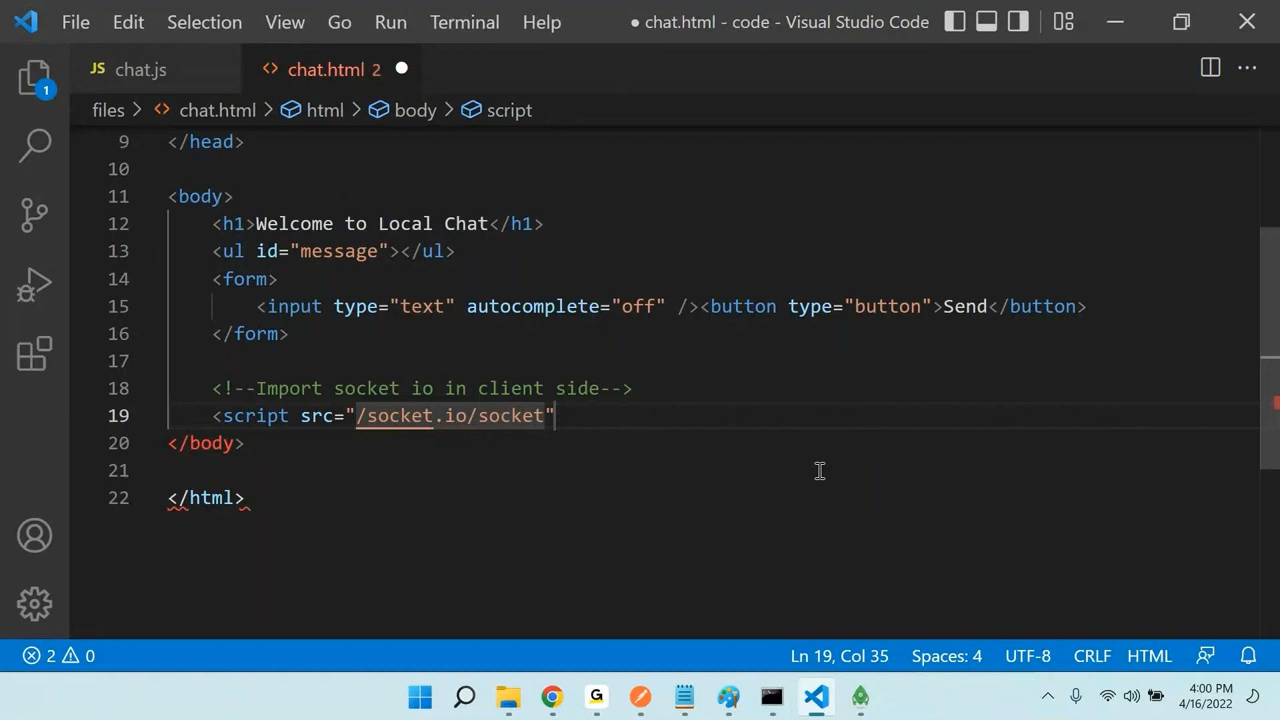 File Edit Selection View Go Run Terminal Help ● chat.html - code - Visual Studio Code
JS chat.js <> chat.html 2 ●
files > <> chat.html > html > body > script
9 </head>
10
11 <body>
12 <h1>Welcome to Local Chat</h1>
13 <ul id="message"></ul>
14 <form>
15 <input type="text" autocomplete="off" /><button type="button">Send</button>
16 </form>
17
18 <!--Import socket io in client side-->
19 <script src="/socket.io/socket"
20 </body>
21
22 </html>
1
2 0 Ln 19, Col 35 Spaces: 4 UTF-8 CRLF HTML
G
4:00 PM
4/16/2022